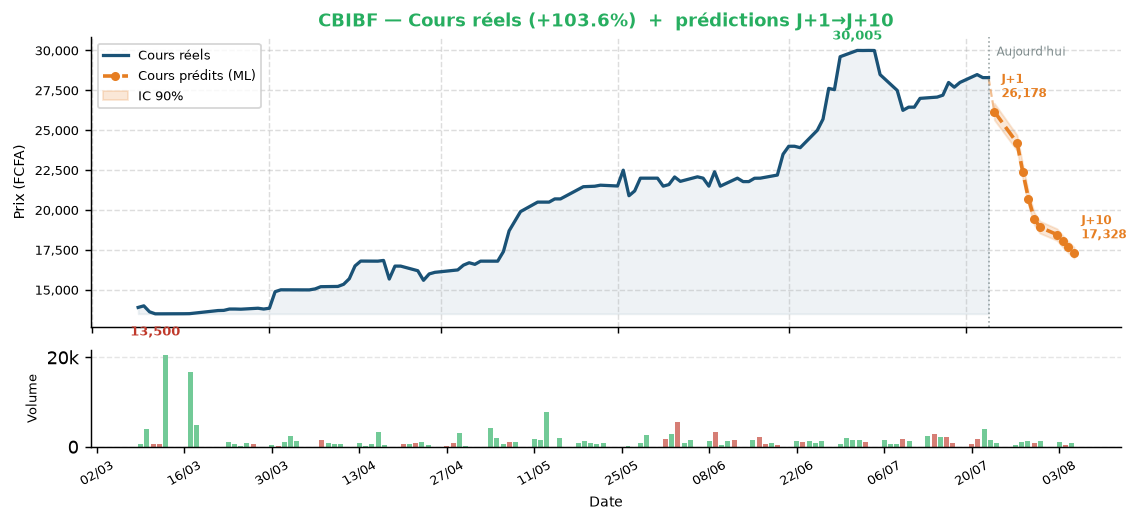 CBIBF — Cours réels (+103.6%)  +  prédictions J+1→J+10
30,005
Aujourd'hui
Cours réels
Cours prédits (ML)
IC 90%
J+1
26,178
J+10
17,328
13,500
Prix (FCFA)
30,000
27,500
25,000
22,500
20,000
17,500
15,000
Volume
20k
0
02/03
16/03
30/03
13/04
27/04
11/05
25/05
08/06
22/06
06/07
20/07
03/08
Date